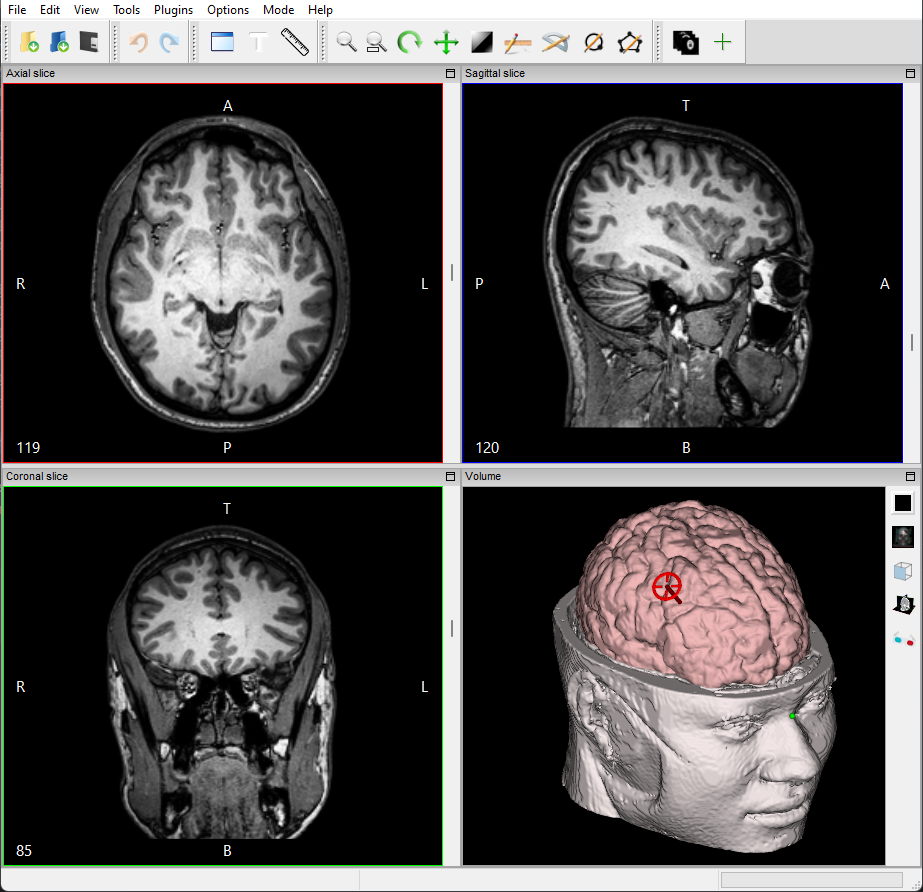 File Edit View Tools Plugins Options Mode Help
T
Axial slice
A
R
L
119
P
Sagittal slice
T
P
A
120
B
Coronal slice
T
R
L
85
B
Volume